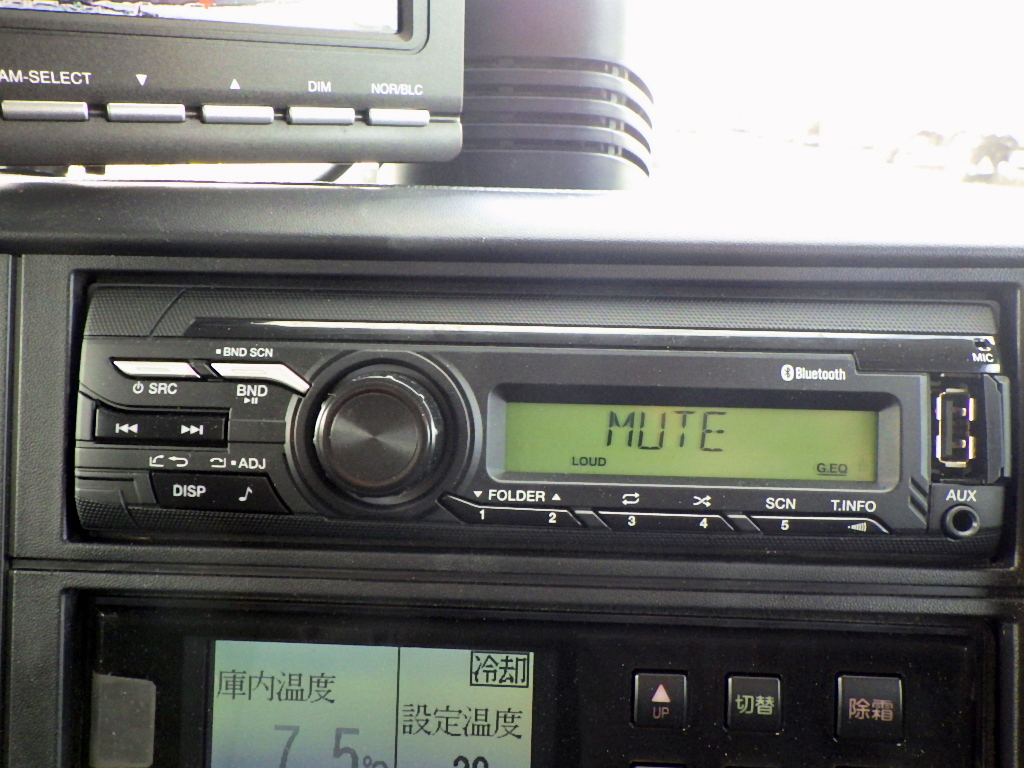 AM-SELECT ▼ ▲ DIM NOR/BLC
BND SCN
SRC
BND
ADJ
DISP
Bluetooth
MUTE
LOUD
G.EQ
▼ FOLDER ▲
SCN
T.INFO
1 2 3 4 5
MIC
AUX
庫内温度
7.5℃
冷却
設定温度
▲
UP
切替
除霜